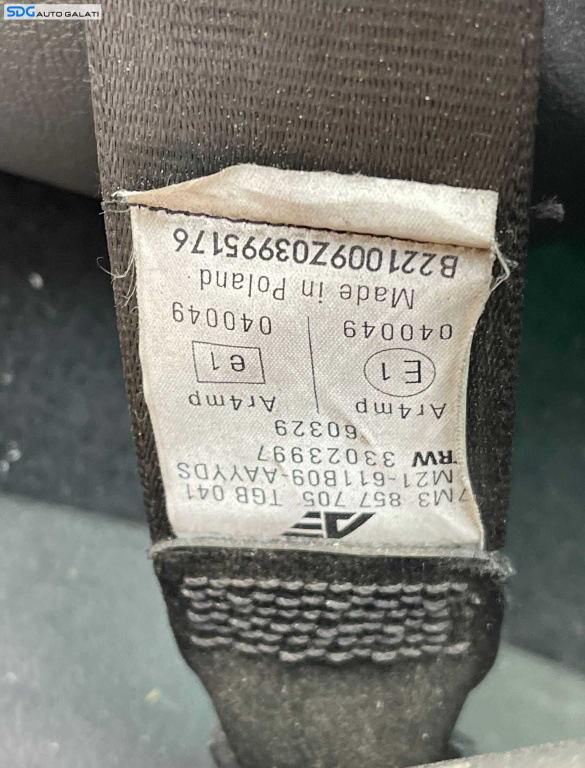 SDG AUTO GALATI
7M3 857 705 TGB 041
M21-611B09-AAYYDS
RW 33023997
60329
Ar4mp Ar4mp
E1 e1
040049 040049
Made in Poland
B221009Z03995176